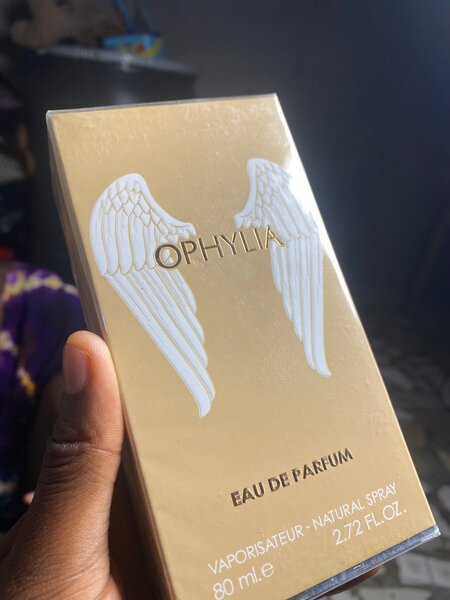 OPHYLIA
EAU DE PARFUM
VAPORISATEUR - NATURAL SPRAY
80 ml.e 2.72 FL.OZ.